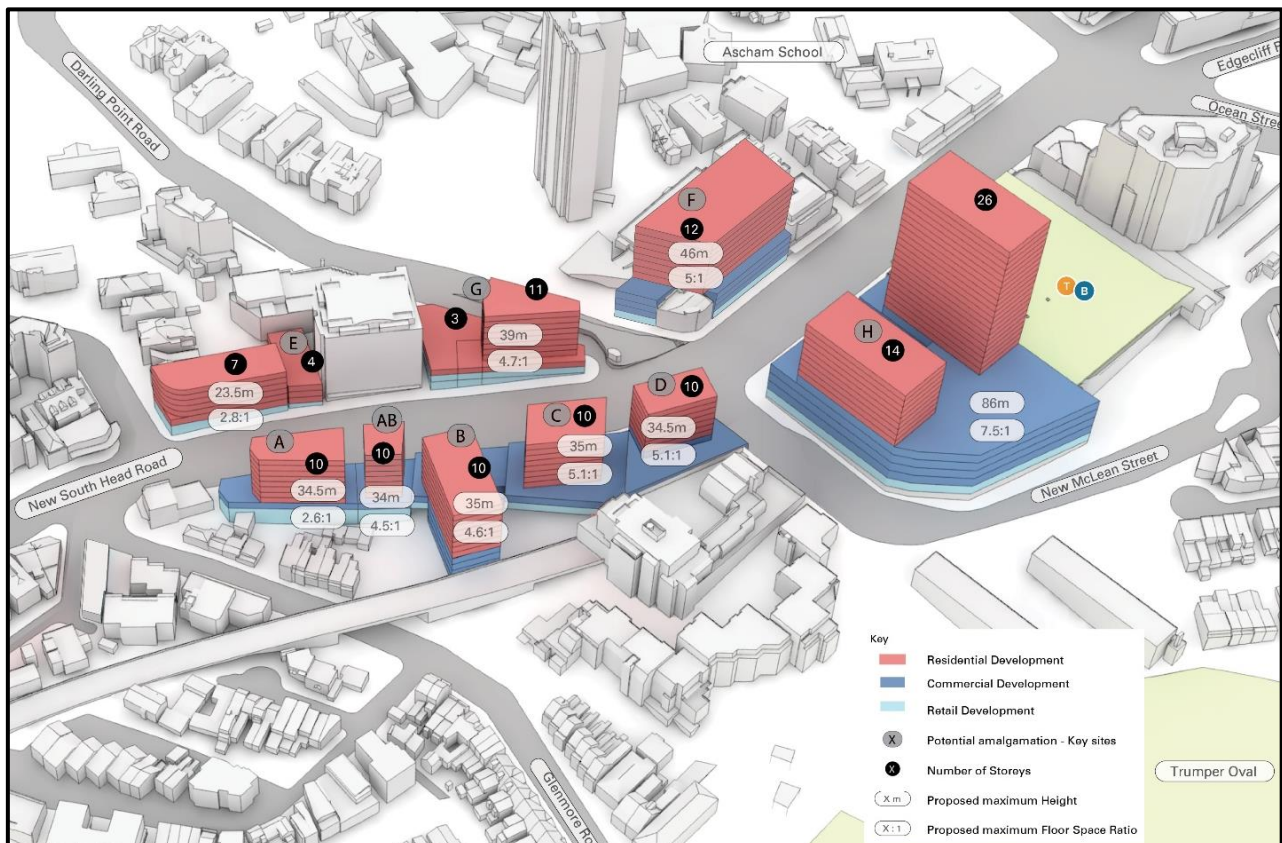 Ascham School
Edgecliff
Ocean Street
Darling Point Road
F
12
46m
5:1
26
T
B
G
11
3
39m
4.7:1
H
14
86m
7.5:1
E
7
4
23.5m
2.8:1
D
10
34.5m
5.1:1
C
10
35m
5.1:1
AB
10
34m
4.5:1
A
10
34.5m
2.6:1
B
10
35m
4.6:1
New South Head Road
New McLean Street
Glenmore
Trumper Oval
Key
Residential Development
Commercial Development
Retail Development
X
Potential amalgamation - Key sites
X
Number of Storeys
X m
Proposed maximum Height
X : 1
Proposed maximum Floor Space Ratio